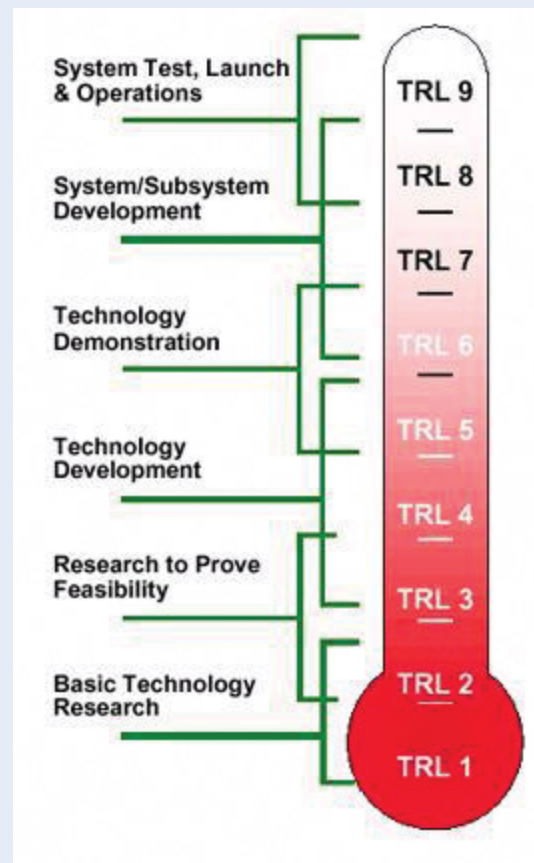 System Test, Launch
& Operations
System/Subsystem
Development
Technology
Demonstration
Technology
Development
Research to Prove
Feasibility
Basic Technology
Research
TRL 9
TRL 8
TRL 7
TRL 6
TRL 5
TRL 4
TRL 3
TRL 2
TRL 1